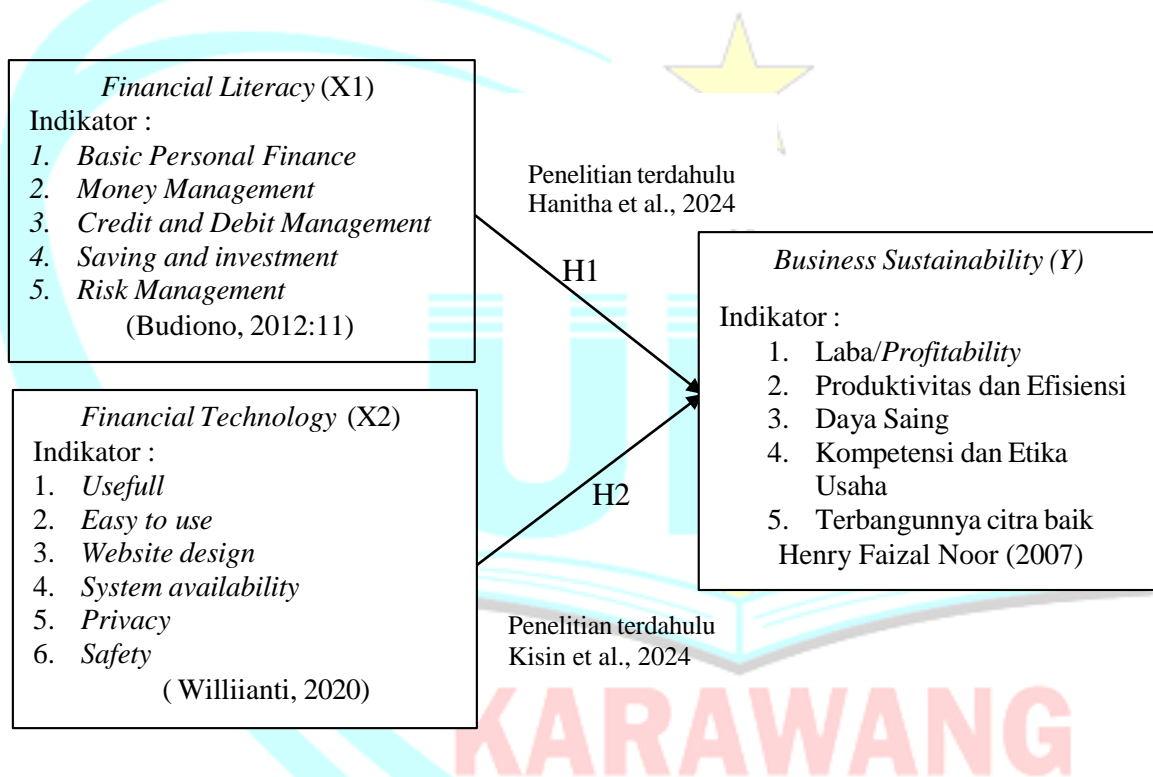 Financial Literacy (X1)
Indikator :
1. Basic Personal Finance
2. Money Management
3. Credit and Debit Management
4. Saving and investment
5. Risk Management
(Budiono, 2012:11)
Penelitian terdahulu
Hanitha et al., 2024
H1
Financial Technology (X2)
Indikator :
1. Usefull
2. Easy to use
3. Website design
4. System availability
5. Privacy
6. Safety
( Williianti, 2020)
H2
Penelitian terdahulu
Kisin et al., 2024
Business Sustainability (Y)
Indikator :
1. Laba/Profitability
2. Produktivitas dan Efisiensi
3. Daya Saing
4. Kompetensi dan Etika
Usaha
5. Terbangunnya citra baik
Henry Faizal Noor (2007)
KARAWANG